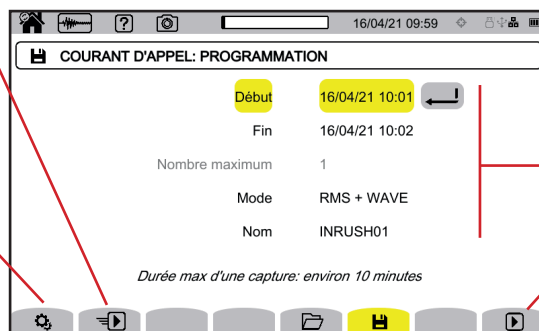 ? 16/04/21 09:59
COURANT D'APPEL: PROGRAMMATION
Début 16/04/21 10:01
Fin 16/04/21 10:02
Nombre maximum 1
Mode RMS + WAVE
Nom INRUSH01
Durée max d'une capture: environ 10 minutes